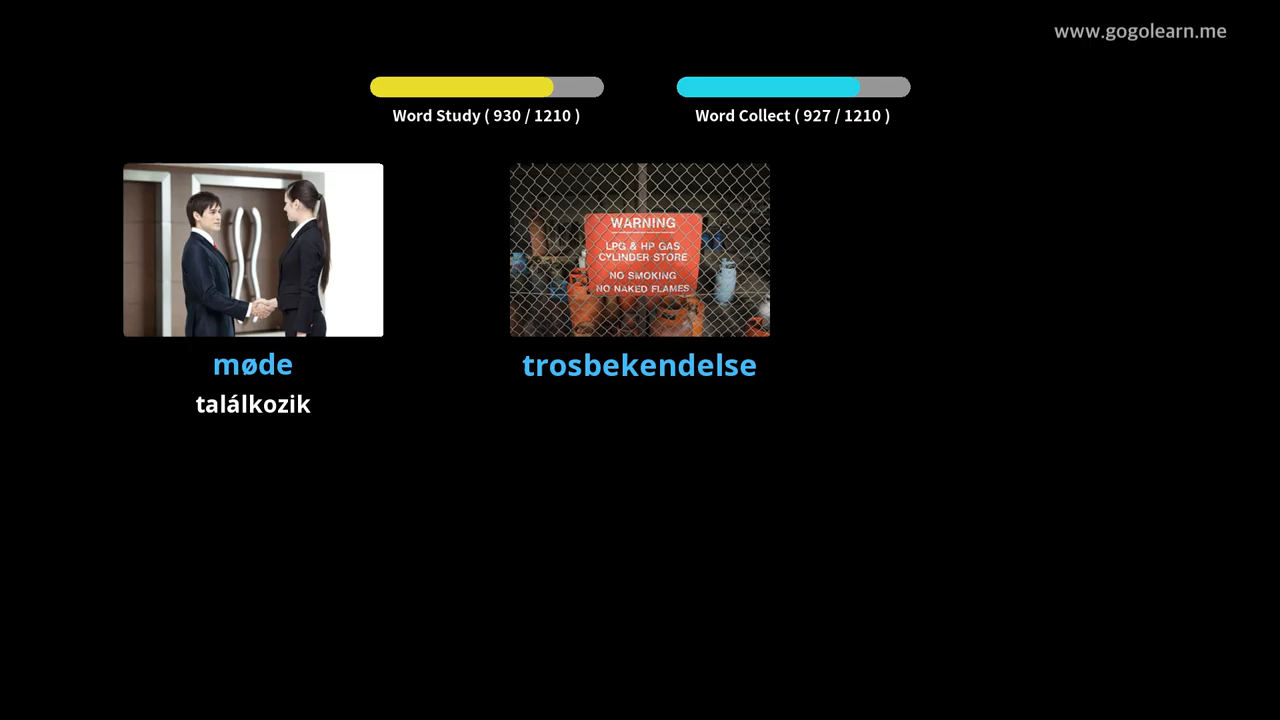 www.gogolearn.me
Word Study ( 930 / 1210 )
Word Collect ( 927 / 1210 )
WARNING
LPG & HP GAS
CYLINDER STORE
NO SMOKING
NO NAKED FLAMES
møde
trosbekendelse
találkozik